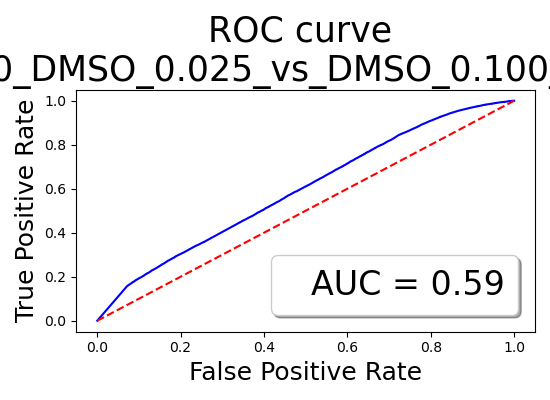 ROC curve
0_DMSO_0.025_vs_DMSO_0.100_
True Positive Rate
1.0
0.8
0.6
0.4
0.2
0.0
AUC = 0.59
0.0 0.2 0.4 0.6 0.8 1.0
False Positive Rate